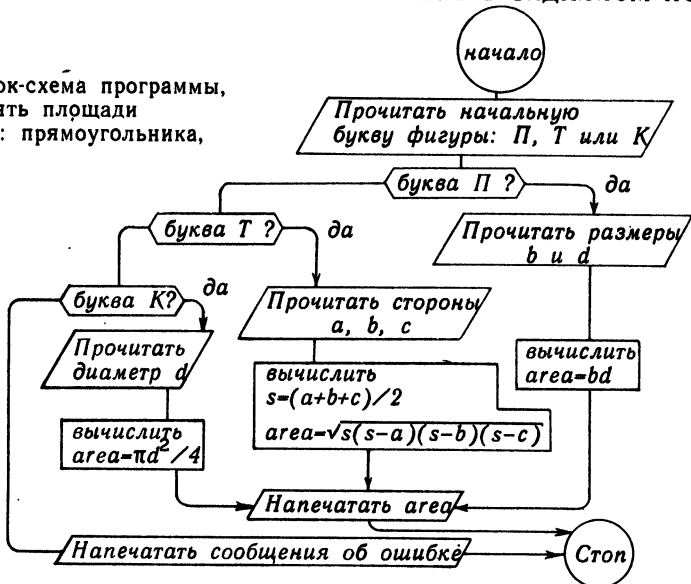 начало
ок-схема программы,
ять площади
: прямоугольника,
Прочитать начальную
букву фигуры: П, Т или К
буква П ?
да
буква Т ?
да
Прочитать размеры
b и d
буква К?
да
Прочитать стороны
a, b, c
Прочитать
диаметр d
вычислить
s=(a+b+c)/2
area=√s(s-a)(s-b)(s-c)
вычислить
area=bd
вычислить
area=πd²/4
Напечатать area
Напечатать сообщения об ошибке
Стоп